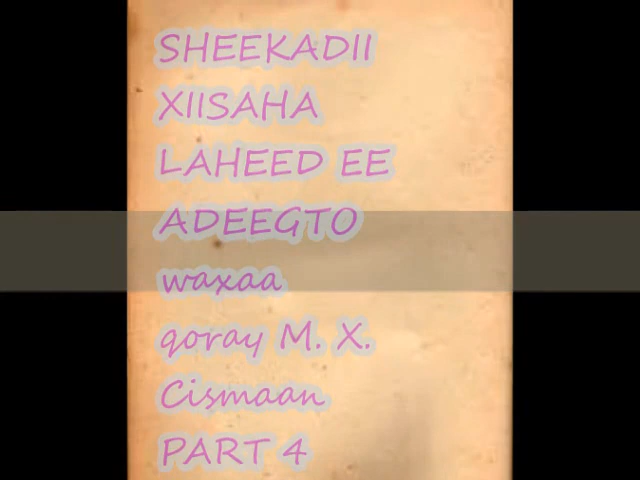 SHEEKADII
XIISAHA
LAHEED EE
ADEEGTO
waxaa
qoray M. X.
Cismaan
PART 4